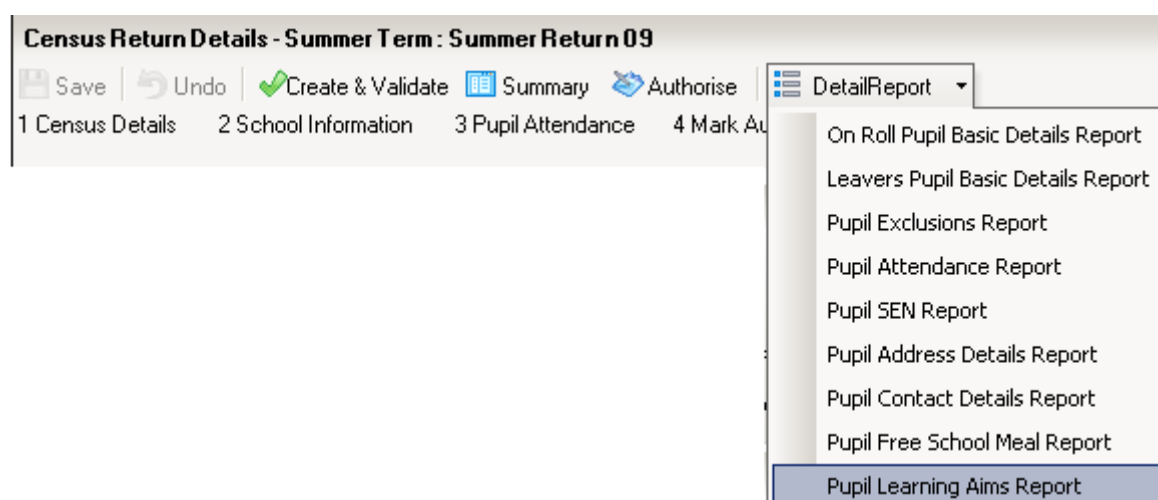 Census Return Details - Summer Term : Summer Return 09
Save Undo Create & Validate Summary Authorise DetailReport
1 Census Details 2 School Information 3 Pupil Attendance 4 Mark Au
On Roll Pupil Basic Details Report
Leavers Pupil Basic Details Report
Pupil Exclusions Report
Pupil Attendance Report
Pupil SEN Report
Pupil Address Details Report
Pupil Contact Details Report
Pupil Free School Meal Report
Pupil Learning Aims Report